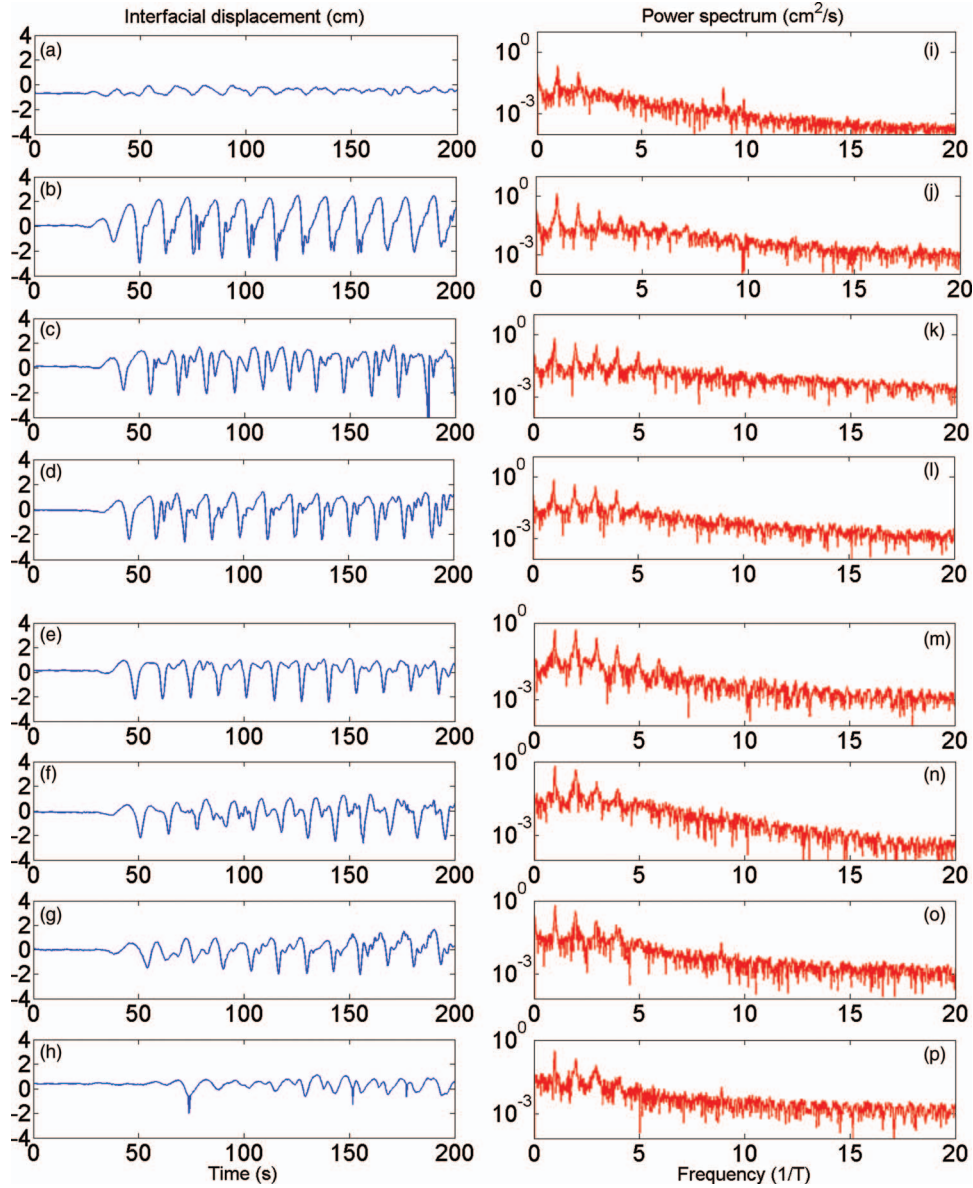 Interfacial displacement (cm)
Power spectrum (cm²/s)
(a)
4
2
0
-2
-4
0 50 100 150 200
(i)
10⁰
10⁻³
0 5 10 15 20
(b)
4
2
0
-2
-4
0 50 100 150 200
(j)
10⁰
10⁻³
0 5 10 15 20
(c)
4
2
0
-2
-4
0 50 100 150 200
(k)
10⁰
10⁻³
0 5 10 15 20
(d)
4
2
0
-2
-4
0 50 100 150 200
(l)
10⁰
10⁻³
0 5 10 15 20
(e)
4
2
0
-2
-4
0 50 100 150 200
(m)
10⁰
10⁻³
0 5 10 15 20
(f)
4
2
0
-2
-4
0 50 100 150 200
(n)
10⁰
10⁻³
0 5 10 15 20
(g)
4
2
0
-2
-4
0 50 100 150 200
(o)
10⁰
10⁻³
0 5 10 15 20
(h)
4
2
0
-2
-4
0 50 100 150 200
Time (s)
(p)
10⁰
10⁻³
0 5 10 15 20
Frequency (1/T)